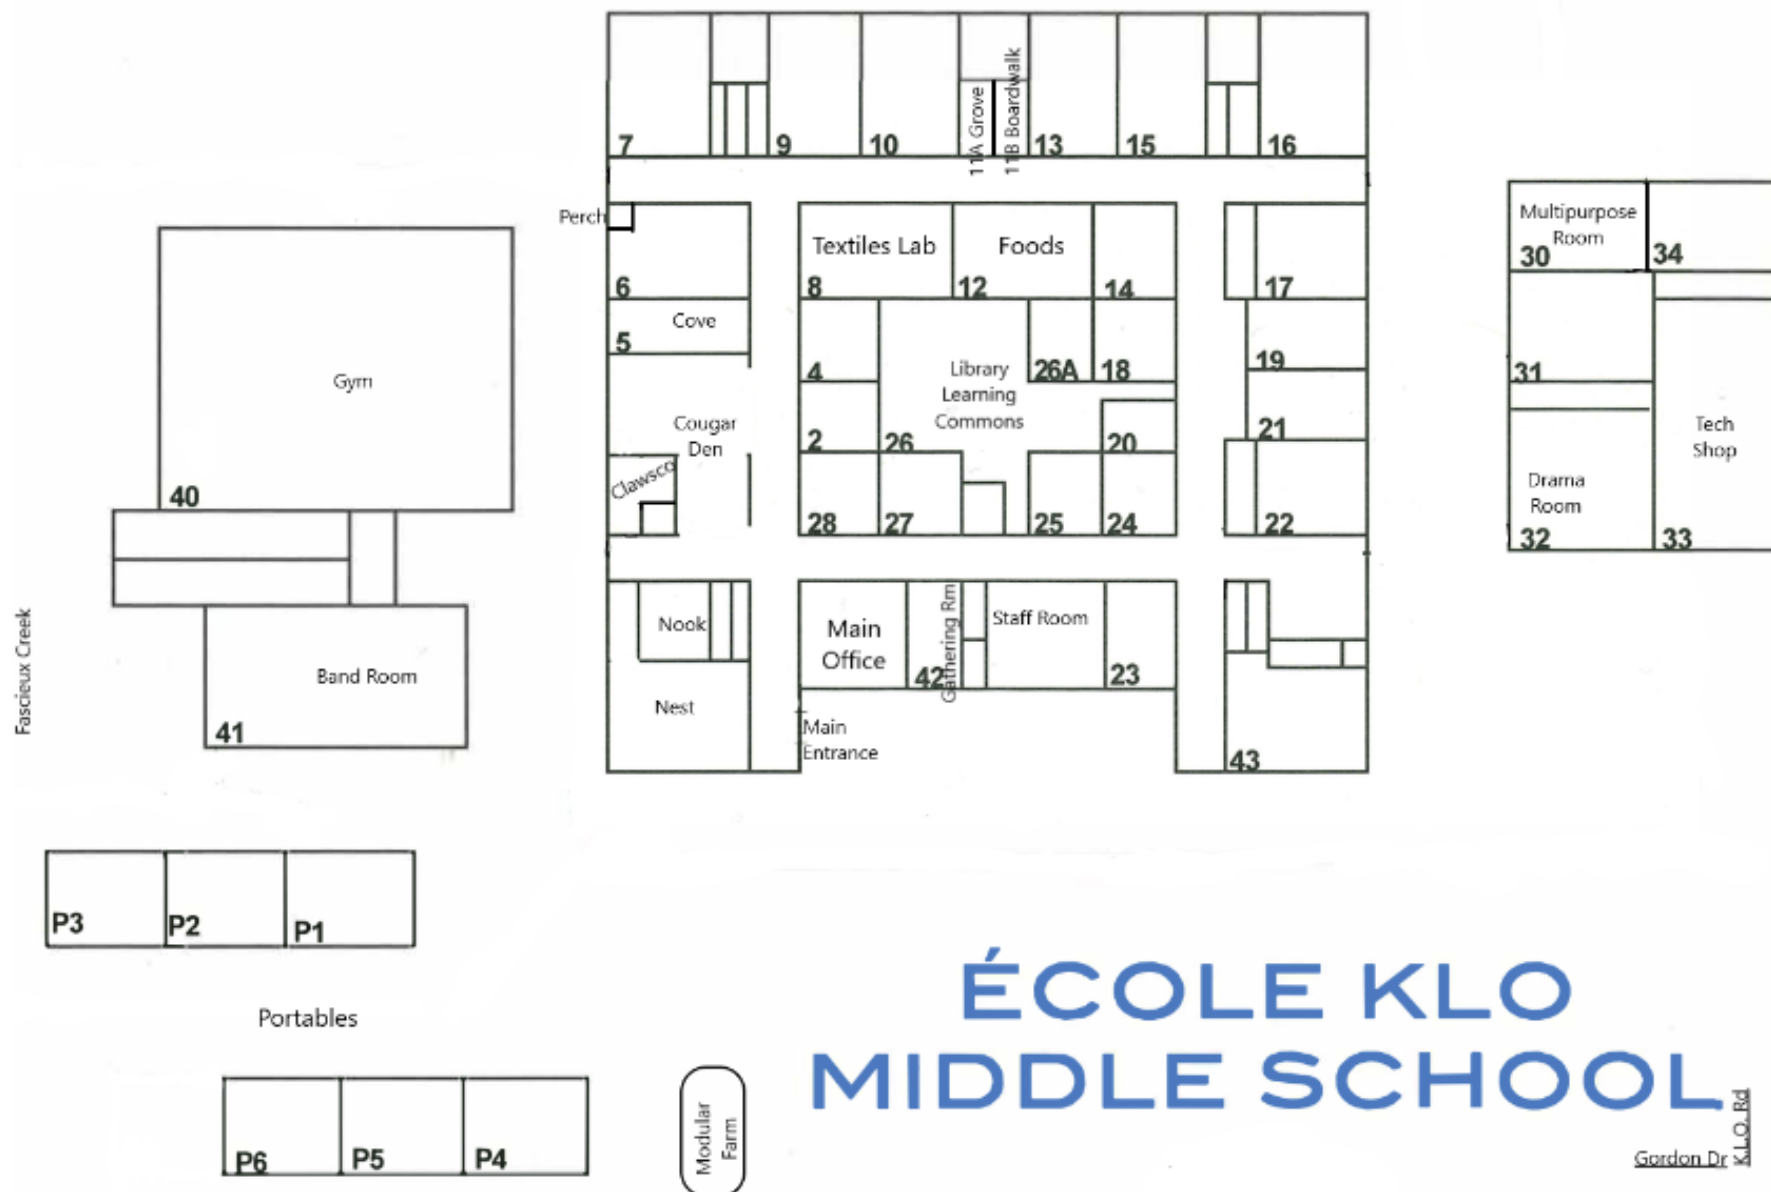 7
9
10
11A Grove
11B Boardwalk
13
15
16
Perch
6
Textiles Lab
8
Foods
12
14
17
Multipurpose
Room
30
34
Cove
5
4
Library
Learning
Commons
26
26A
18
19
31
Gym
40
Cougar
Den
Clawsco
2
20
21
Tech
Shop
33
28
27
25
24
22
Drama
Room
32
Fascieux Creek
Band Room
41
Nook
Nest
Main
Office
42
Gathering Rm
Staff Room
23
Main
Entrance
43
P3
P2
P1
Portables
P6
P5
P4
Modular
Farm
ÉCOLE KLO
MIDDLE SCHOOL
Gordon Dr
K.L.O. Rd